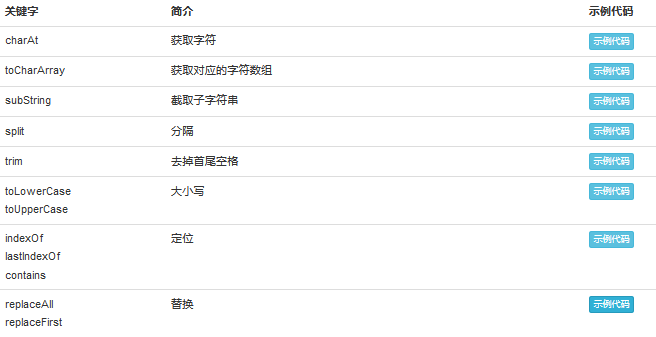 关键字 简介 示例代码
charAt 获取字符 示例代码
toCharArray 获取对应的字符数组 示例代码
subString 截取子字符串 示例代码
split 分隔 示例代码
trim 去掉首尾空格 示例代码
toLowerCase 大小写 示例代码
toUpperCase
indexOf 定位 示例代码
lastIndexOf
contains
replaceAll 替换 示例代码
replaceFirst